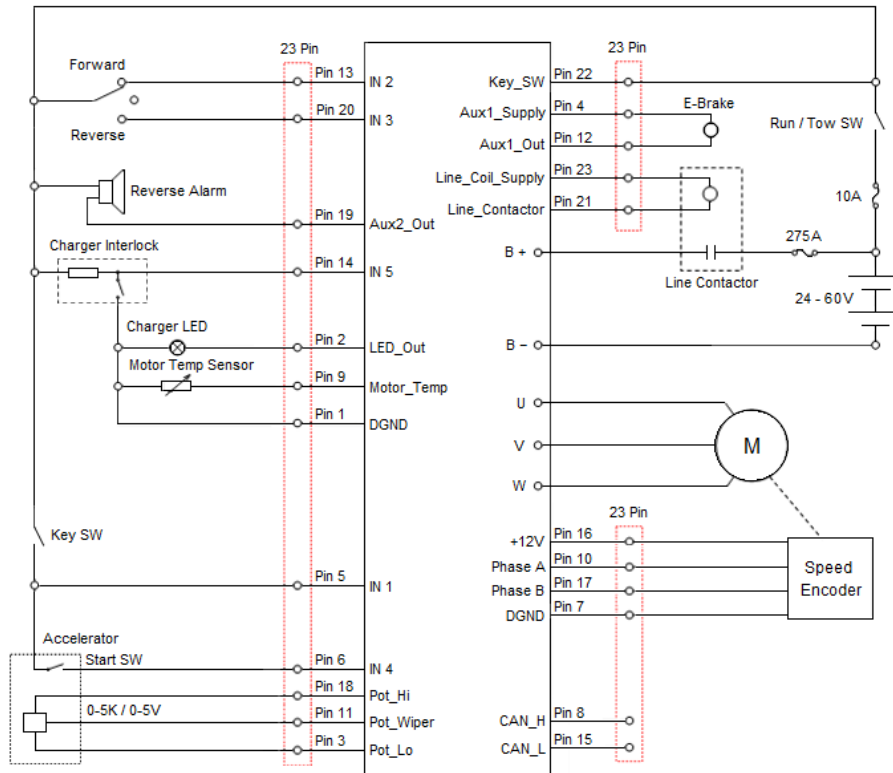 23 Pin
23 Pin
Forward
Pin 13
IN 2
Key_SW
Pin 22
Pin 20
IN 3
Reverse
Aux1_Supply
Pin 4
E-Brake
Run / Tow SW
Aux1_Out
Pin 12
Reverse Alarm
Line_Coil_Supply
Pin 23
10A
Pin 19
Aux2_Out
Line_Contactor
Pin 21
Charger Interlock
Pin 14
IN 5
B +
275A
Line Contactor
24 - 60V
Charger LED
Pin 2
LED_Out
B −
Motor Temp Sensor
Pin 9
Motor_Temp
Pin 1
DGND
U
V
M
W
23 Pin
Key SW
+12V
Pin 16
Phase A
Pin 10
Speed
Encoder
Pin 5
IN 1
Phase B
Pin 17
DGND
Pin 7
Accelerator
Start SW
Pin 6
IN 4
Pin 18
Pot_Hi
0-5K / 0-5V
Pin 11
Pot_Wiper
CAN_H
Pin 8
Pin 3
Pot_Lo
CAN_L
Pin 15